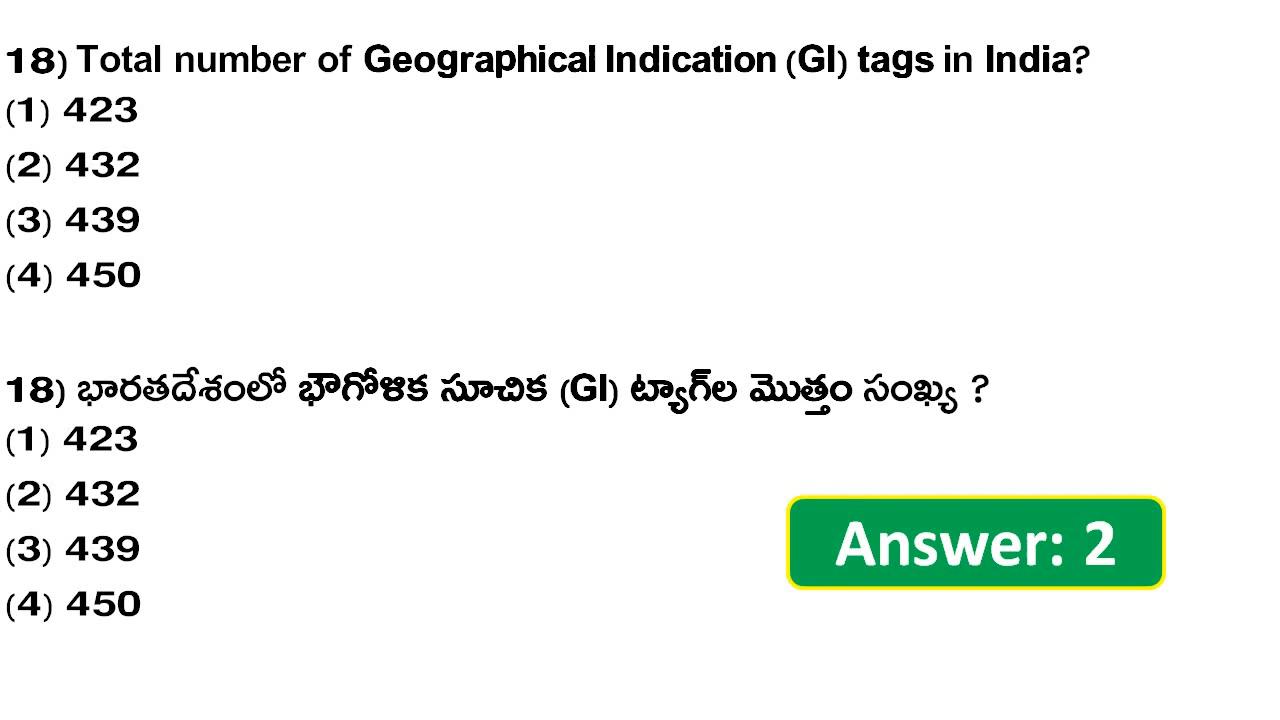 18) Total number of Geographical Indication (GI) tags in India?
(1) 423
(2) 432
(3) 439
(4) 450
18) భారతదేశంలో భౌగోళిక సూచిక (GI) ట్యాగ్‌ల మొత్తం సంఖ్య ?
(1) 423
(2) 432
(3) 439
(4) 450
Answer: 2